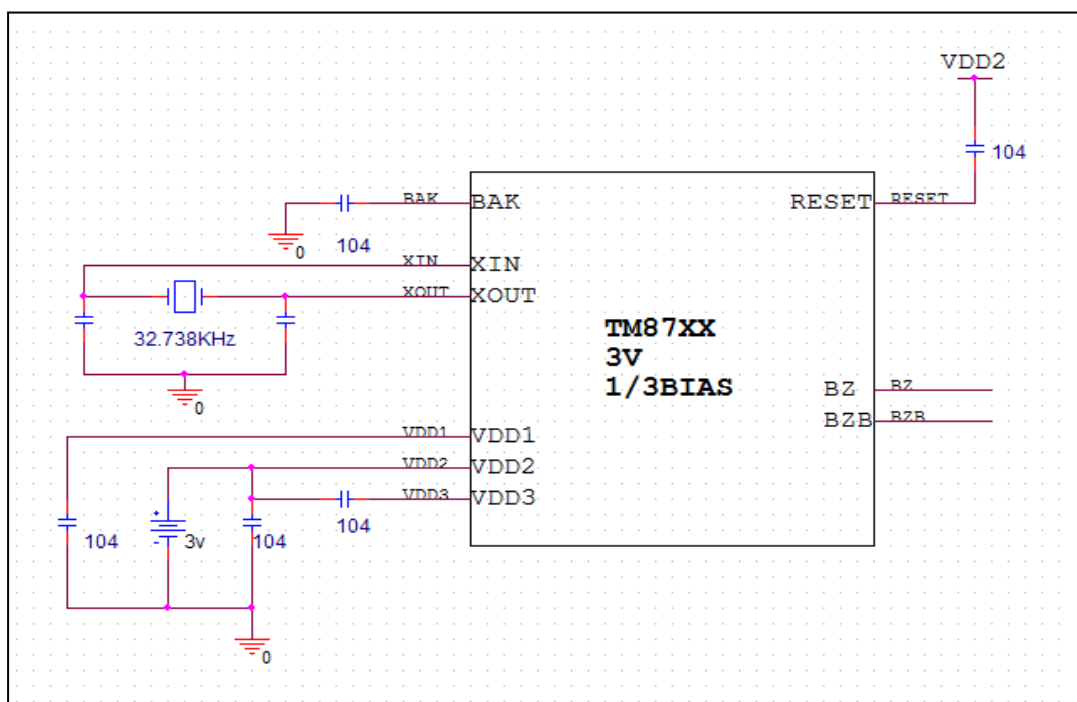 VDD2
104
BAK
BAK
RESET
RESET
0
104
XIN
XIN
XOUT
XOUT
32.738KHz
TM87XX
3V
1/3BIAS
0
BZ
BZ
BZB
BZB
VDD1
VDD1
VDD2
VDD2
VDD3
VDD3
104
104
+
-
3v
104
0